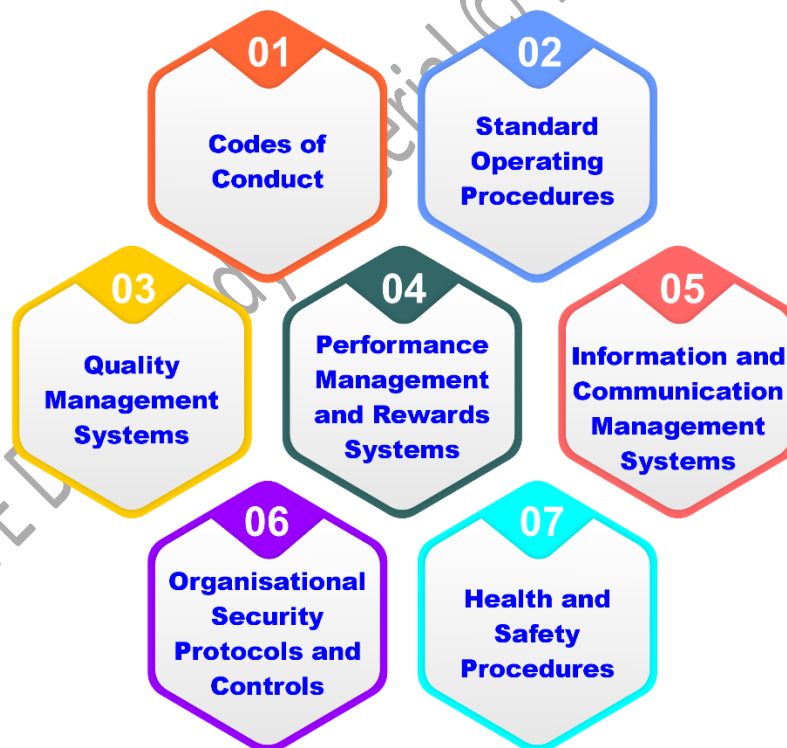 01
Codes of
Conduct
02
Standard
Operating
Procedures
03
Quality
Management
Systems
04
Performance
Management
and Rewards
Systems
05
Information and
Communication
Management
Systems
06
Organisational
Security
Protocols and
Controls
07
Health and
Safety
Procedures